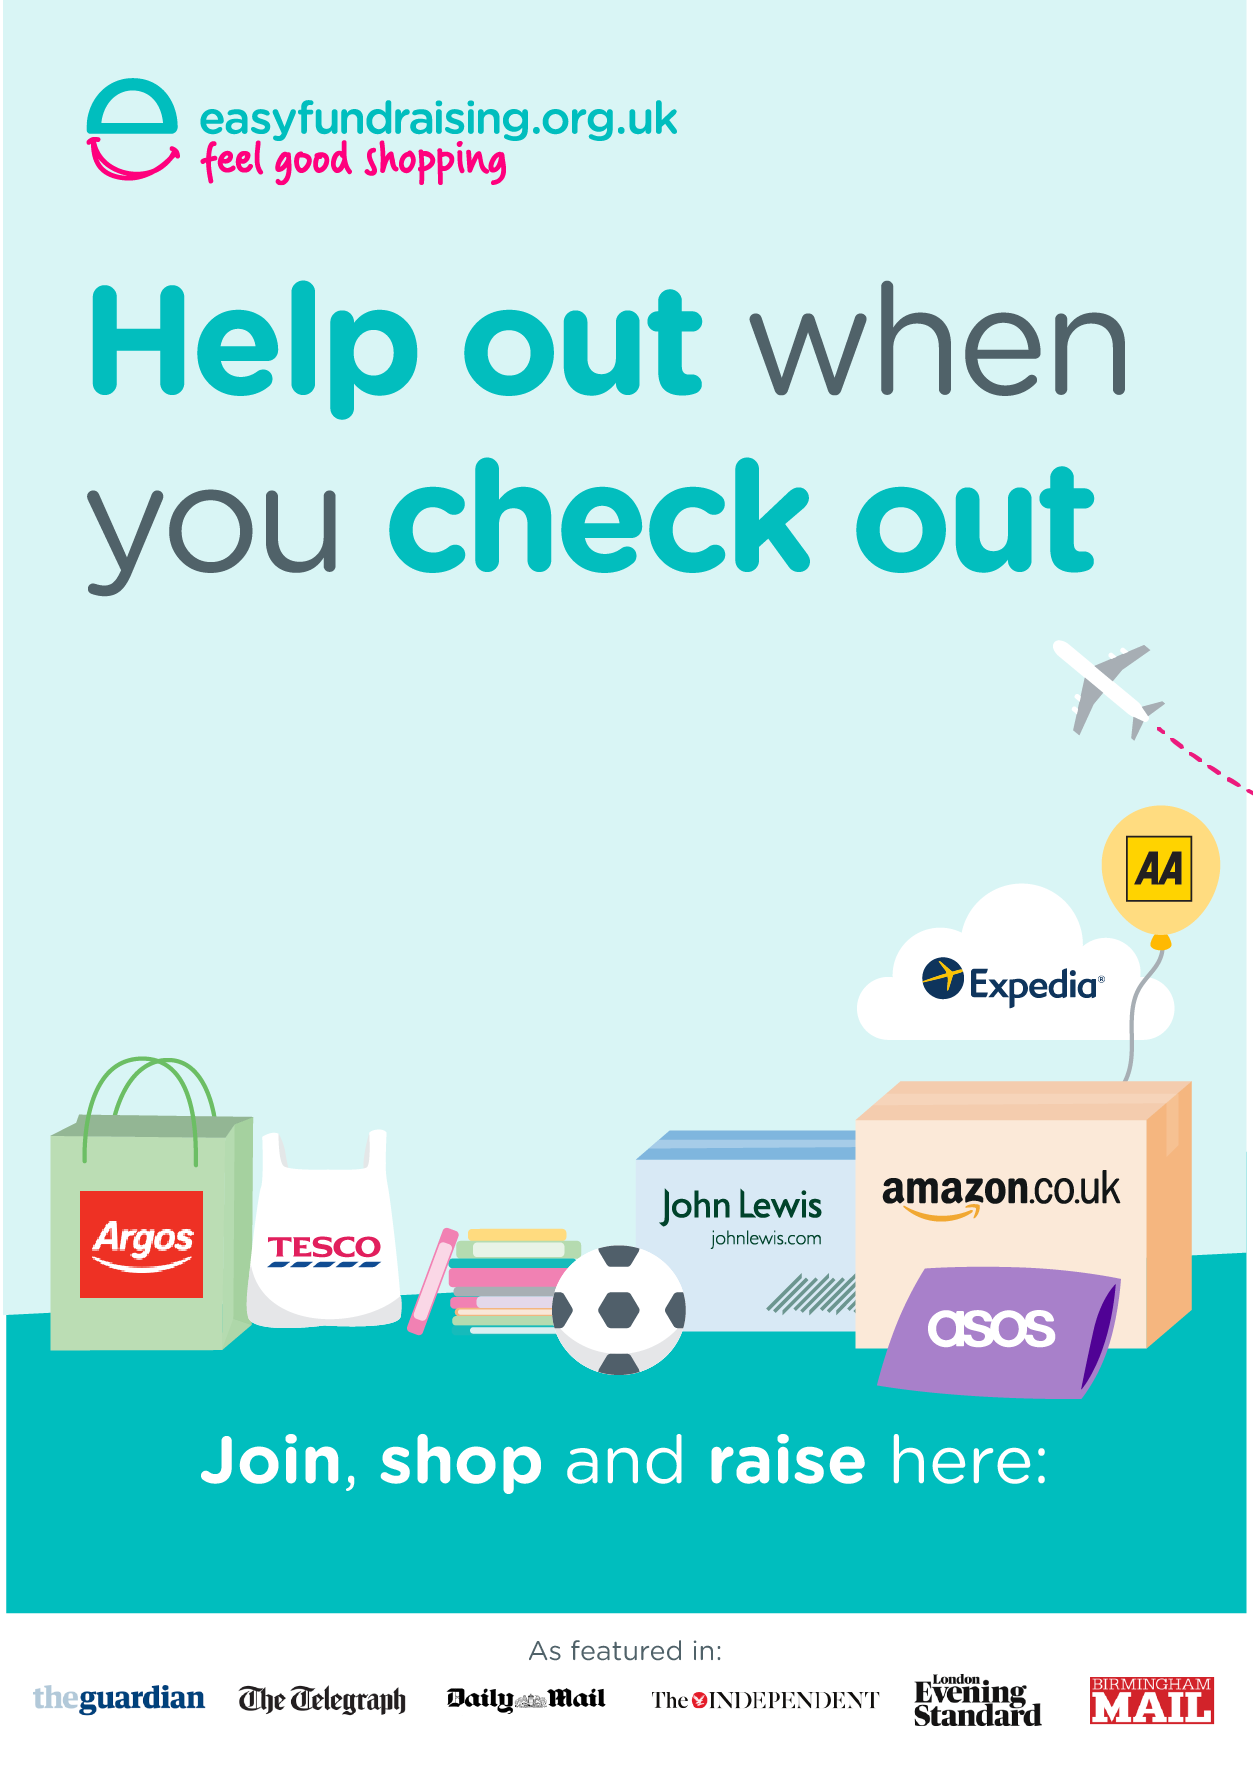 easyfundraising.org.uk
feel good shopping
Help out when
you check out
AA
Expedia®
Argos
TESCO
John Lewis
johnlewis.com
amazon.co.uk
asos
Join, shop and raise here:
As featured in:
theguardian
The Telegraph
Daily Mail
The INDEPENDENT
London
Evening
Standard
BIRMINGHAM
MAIL